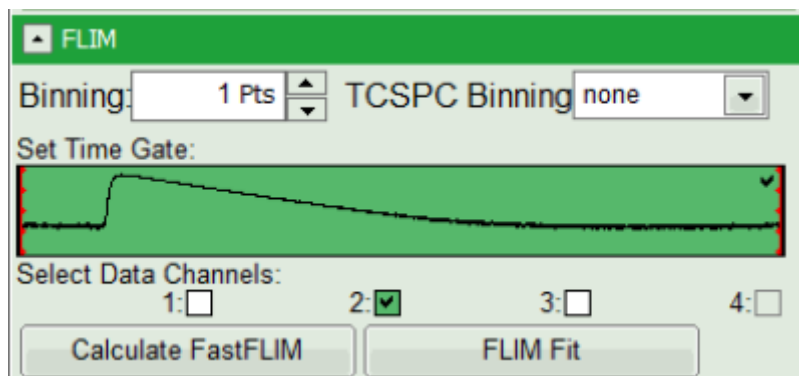 FLIM
Binning: 1 Pts TCSPC Binning none
Set Time Gate:
Select Data Channels:
1: 2: 3: 4:
Calculate FastFLIM FLIM Fit